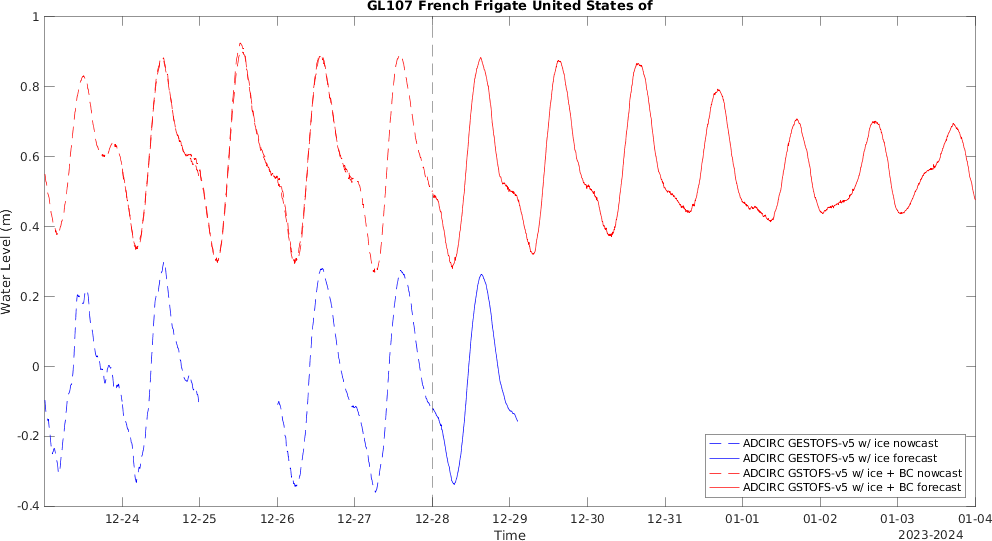 GL107 French Frigate United States of
Water Level (m)
1
0.8
0.6
0.4
0.2
0
-0.2
-0.4
12-24 12-25 12-26 12-27 12-28 12-29 12-30 12-31 01-01 01-02 01-03 01-04
Time
2023-2024
ADCIRC GESTOFS-v5 w/ ice nowcast
ADCIRC GESTOFS-v5 w/ ice forecast
ADCIRC GSTOFS-v5 w/ ice + BC nowcast
ADCIRC GSTOFS-v5 w/ ice + BC forecast